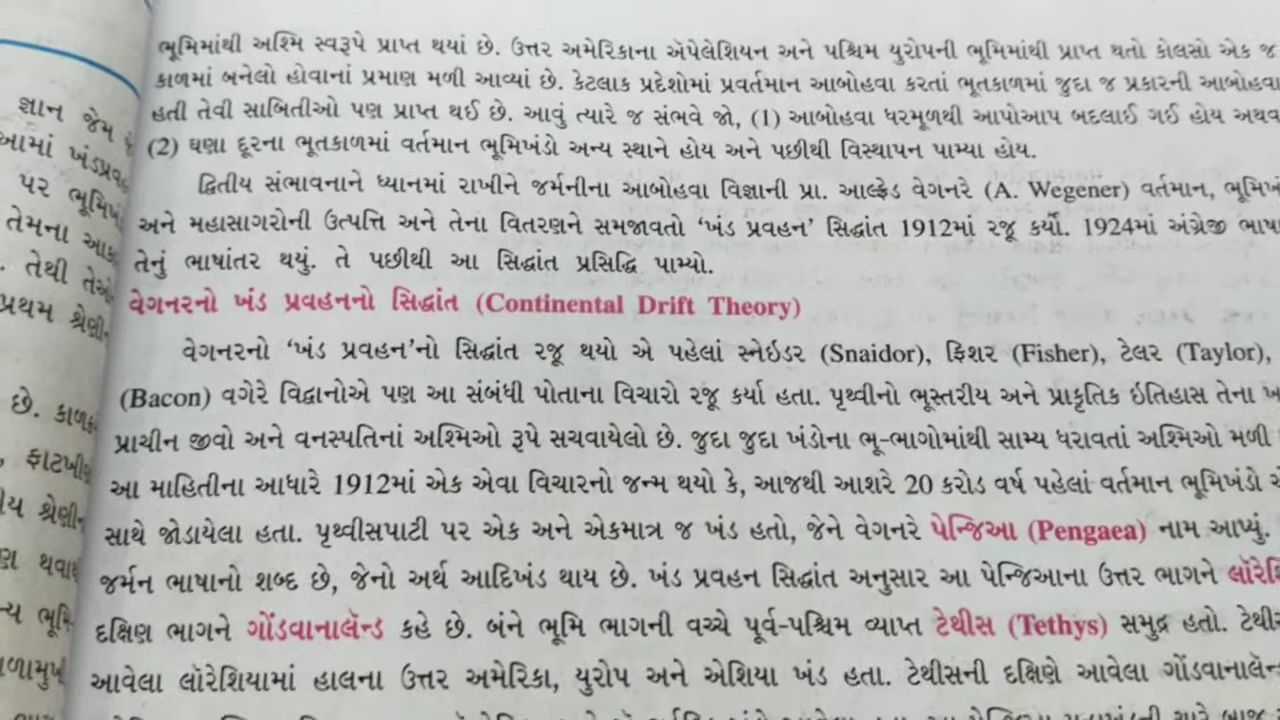 ભૂમિમાંથી અશ્મિ સ્વરૂપે પ્રાપ્ત થયાં છે. ઉત્તર અમેરિકાના ઍપેલેશિયન અને પશ્ચિમ યુરોપની ભૂમિમાંથી પ્રાપ્ત થતો કોલસો એક જ
કાળમાં બનેલો હોવાનાં પ્રમાણ મળી આવ્યાં છે. કેટલાક પ્રદેશોમાં પ્રવર્તમાન આબોહવા કરતાં ભૂતકાળમાં જુદા જ પ્રકારની આબોહવા
હતી તેવી સાબિતીઓ પણ પ્રાપ્ત થઈ છે. આવું ત્યારે જ સંભવે જો, (1) આબોહવા ધરમૂળથી આપોઆપ બદલાઈ ગઈ હોય
(2) ઘણા દૂરના ભૂતકાળમાં વર્તમાન ભૂમિખંડો અન્ય સ્થાને હોય અને પછીથી વિસ્થાપન પામ્યા હોય.
દ્વિતીય સંભાવનાને ધ્યાનમાં રાખીને જર્મનીના આબોહવા વિજ્ઞાની પ્રા. આલ્ફ્રેડ વેગનરે (A. Wegener) વર્તમાન,
અને મહાસાગરોની ઉત્પત્તિ અને તેના વિતરણને સમજાવતો ‘ખંડ પ્રવહન’ સિદ્ધાંત 1912માં રજૂ કર્યો. 1924માં અંગ્રેજી
તેનું ભાષાંતર થયું. તે પછીથી આ સિદ્ધાંત પ્રસિદ્ધિ પામ્યો.
વેગનરનો ખંડ પ્રવહનનો સિદ્ધાંત (Continental Drift Theory)
વેગનરનો ‘ખંડ પ્રવહન’નો સિદ્ધાંત રજૂ થયો એ પહેલાં સ્નેઇડર (Snaidor), ફિશર (Fisher), ટેલર (Taylor),
(Bacon) વગેરે વિદ્વાનોએ પણ આ સંબંધી પોતાના વિચારો રજૂ કર્યા હતા. પૃથ્વીનો ભૂસ્તરીય અને પ્રાકૃતિક ઇતિહાસ તેના
પ્રાચીન જીવો અને વનસ્પતિનાં અશ્મિઓ રૂપે સચવાયેલો છે. જુદા જુદા ખંડોના ભૂ-ભાગોમાંથી સામ્ય ધરાવતાં અશ્મિઓ મળી
આ માહિતીના આધારે 1912માં એક એવા વિચારનો જન્મ થયો કે, આજથી આશરે 20 કરોડ વર્ષ પહેલાં વર્તમાન ભૂમિખંડો
સાથે જોડાયેલા હતા. પૃથ્વીસપાટી પર એક અને એકમાત્ર જ ખંડ હતો, જેને વેગનરે પેન્જિઆ (Pengaea) નામ આપ્યું.
જર્મન ભાષાનો શબ્દ છે, જેનો અર્થ આદિખંડ થાય છે. ખંડ પ્રવહન સિદ્ધાંત અનુસાર આ પેન્જિઆના ઉત્તર ભાગને
દક્ષિણ ભાગને ગોંડવાનાલૅન્ડ કહે છે. બંને ભૂમિ ભાગની વચ્ચે પૂર્વ-પશ્ચિમ વ્યાપ્ત ટેથીસ (Tethys) સમુદ્ર હતો.
આવેલા લૉરેશિયામાં હાલના ઉત્તર અમેરિકા, યુરોપ અને એશિયા ખંડ હતા. ટેથીસની દક્ષિણે આવેલા